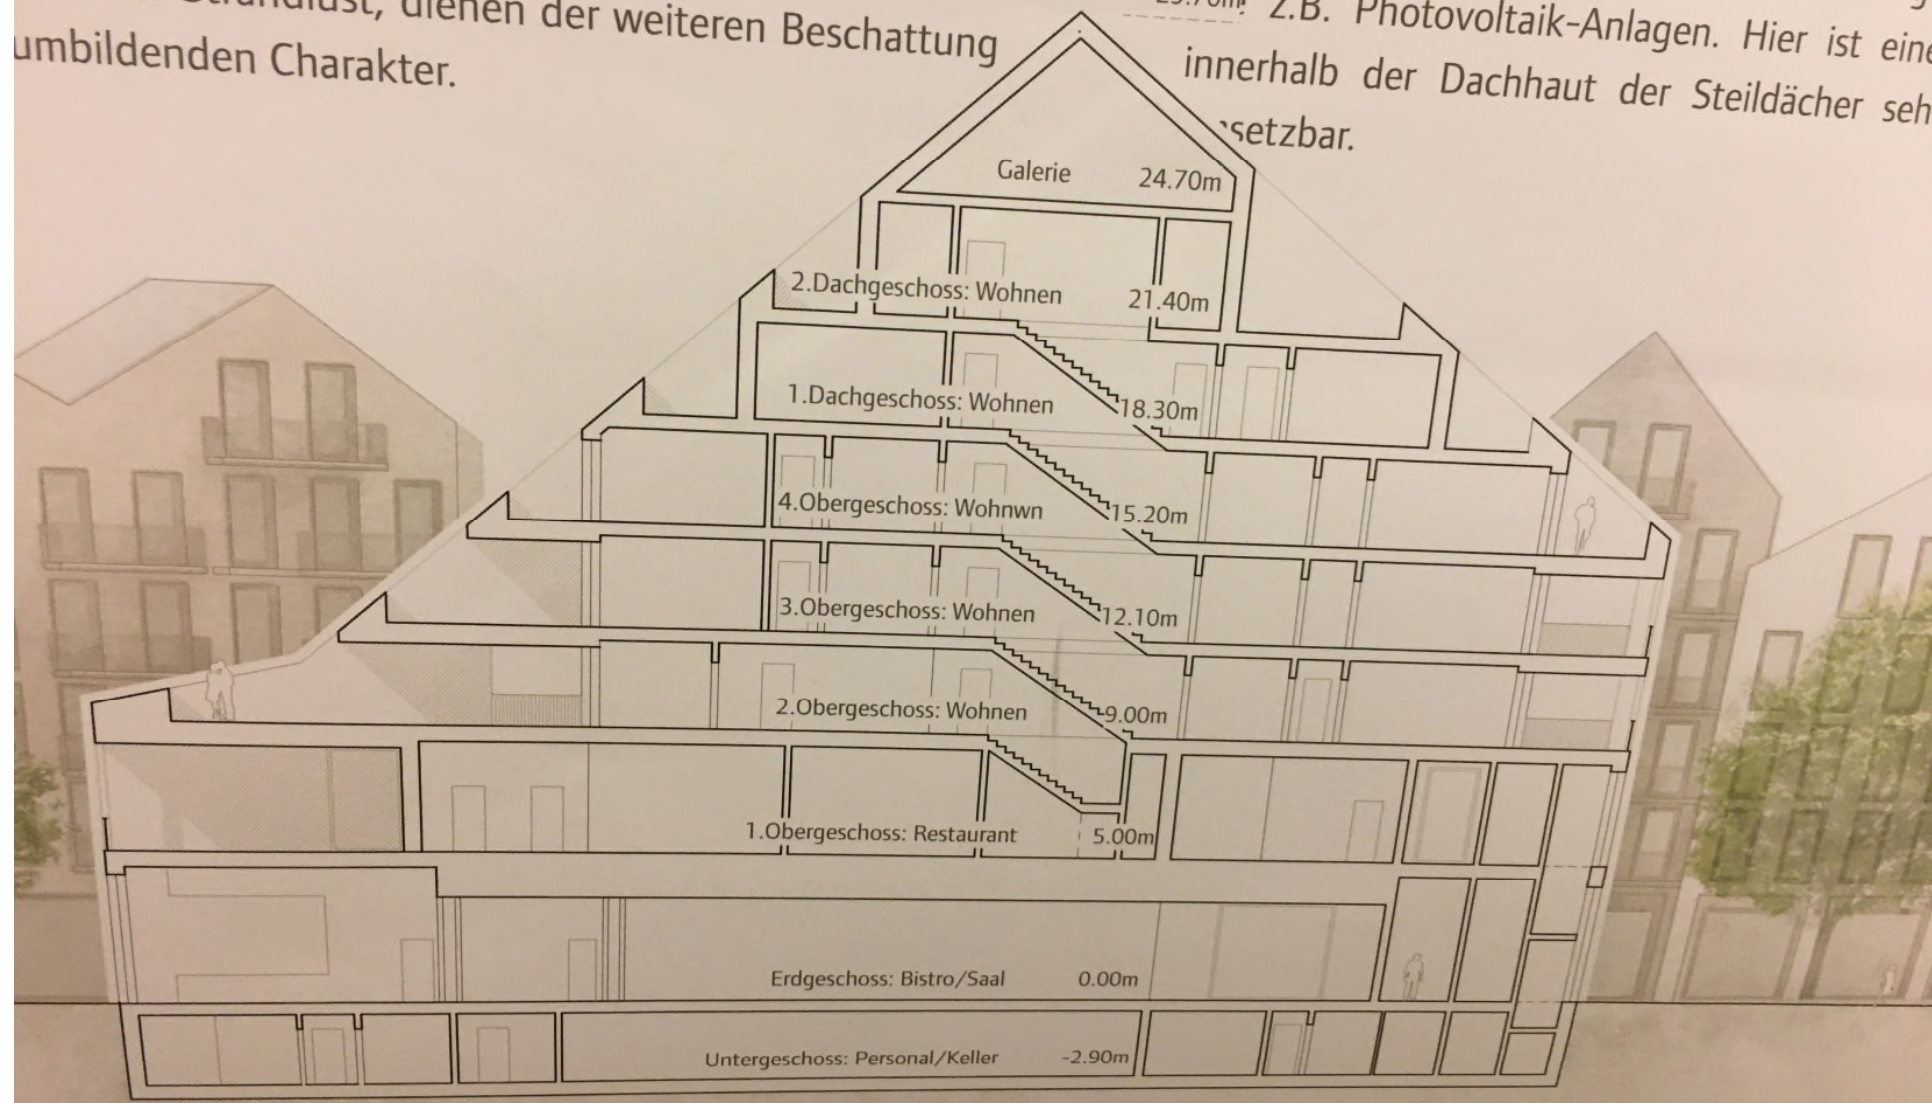 dienen der weiteren Beschattung
umbildenden Charakter.
z.B. Photovoltaik-Anlagen. Hier ist eine
innerhalb der Dachhaut der Steildächer seh
setzbar.
Galerie 24.70m
2.Dachgeschoss: Wohnen 21.40m
1.Dachgeschoss: Wohnen 18.30m
4.Obergeschoss: Wohnwn 15.20m
3.Obergeschoss: Wohnen 12.10m
2.Obergeschoss: Wohnen 9.00m
1.Obergeschoss: Restaurant 5.00m
Erdgeschoss: Bistro/Saal 0.00m
Untergeschoss: Personal/Keller -2.90m